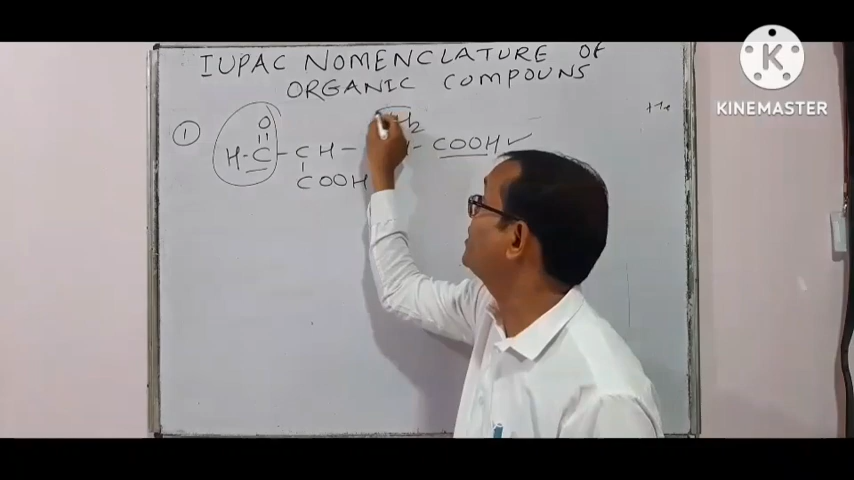 IUPAC NOMENCLATURE OF
ORGANIC COMPOUNS
K
KINEMASTER
1
O
H-C-CH-
-COOH ✓
COOH